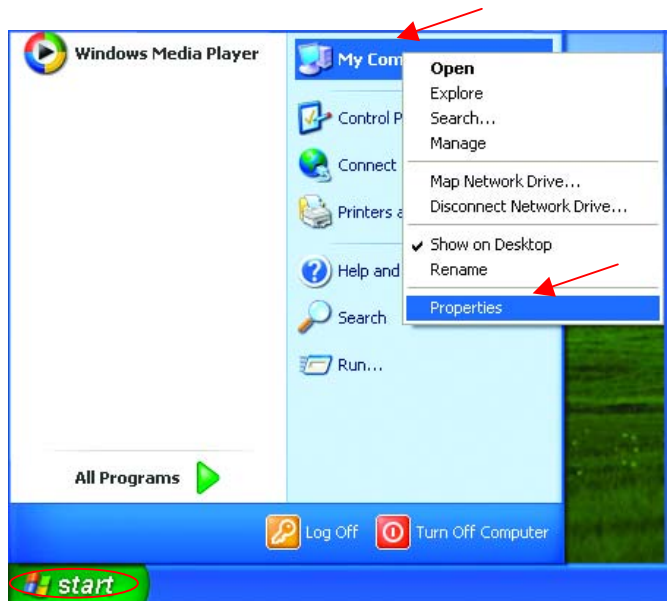 Windows Media Player
My Com
Control P
Connect
Printers a
Help and
Search
Run...
Open
Explore
Search...
Manage
Map Network Drive...
Disconnect Network Drive...
Show on Desktop
Rename
Properties
All Programs
Log Off
Turn Off Computer
start